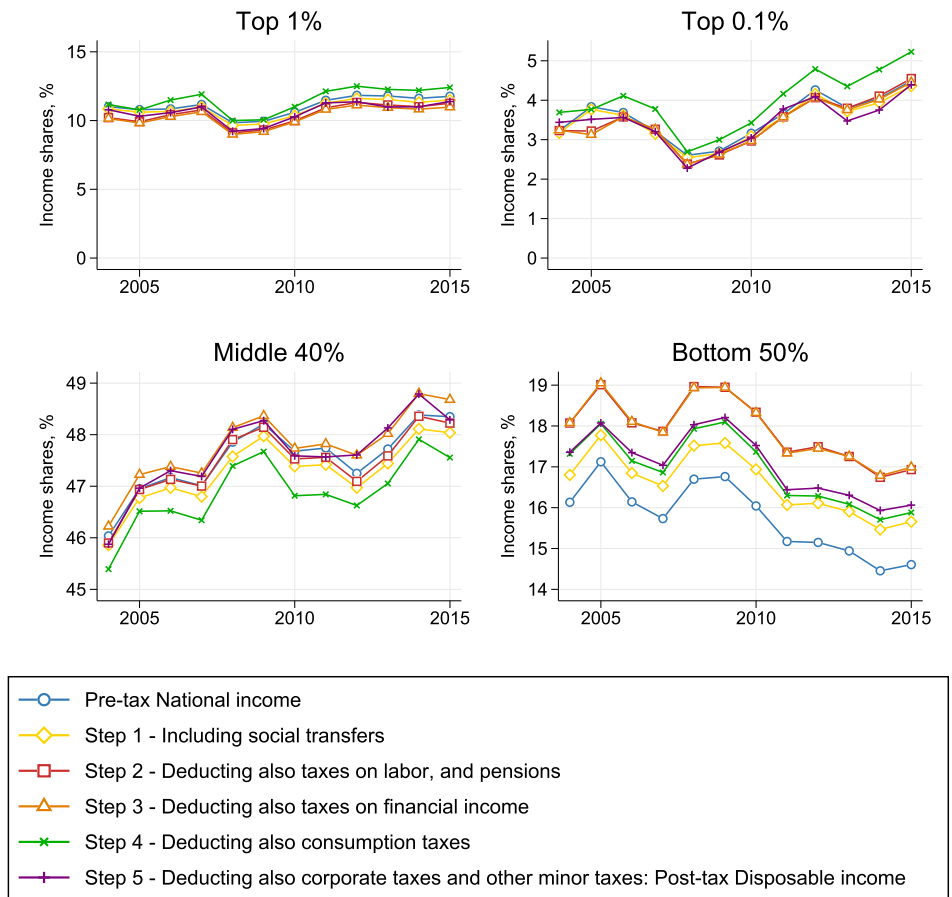 Top 1%
Income shares, %
15
10
5
0
2005
2010
2015
Top 0.1%
Income shares, %
5
4
3
2
1
0
2005
2010
2015
Middle 40%
Income shares, %
49
48
47
46
45
2005
2010
2015
Bottom 50%
Income shares, %
19
18
17
16
15
14
2005
2010
2015
Pre-tax National income
Step 1 - Including social transfers
Step 2 - Deducting also taxes on labor, and pensions
Step 3 - Deducting also taxes on financial income
Step 4 - Deducting also consumption taxes
Step 5 - Deducting also corporate taxes and other minor taxes: Post-tax Disposable income